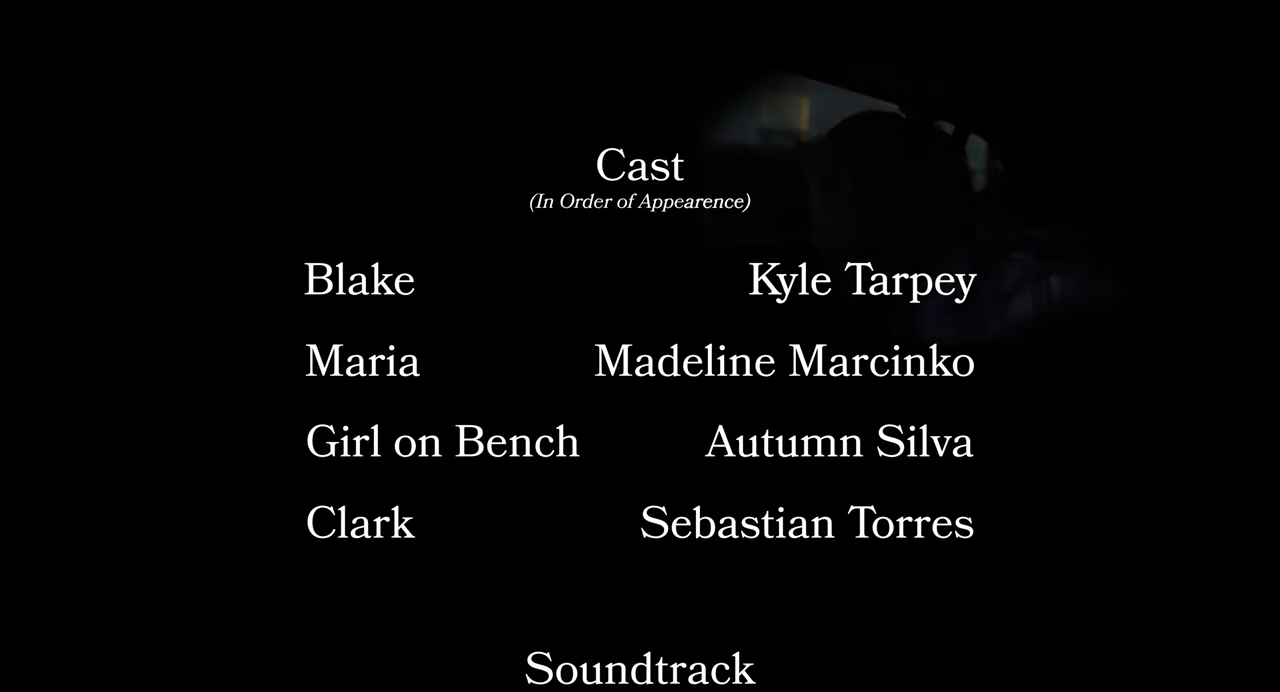 Cast
(In Order of Appearence)
Blake Kyle Tarpey
Maria Madeline Marcinko
Girl on Bench Autumn Silva
Clark Sebastian Torres
Soundtrack